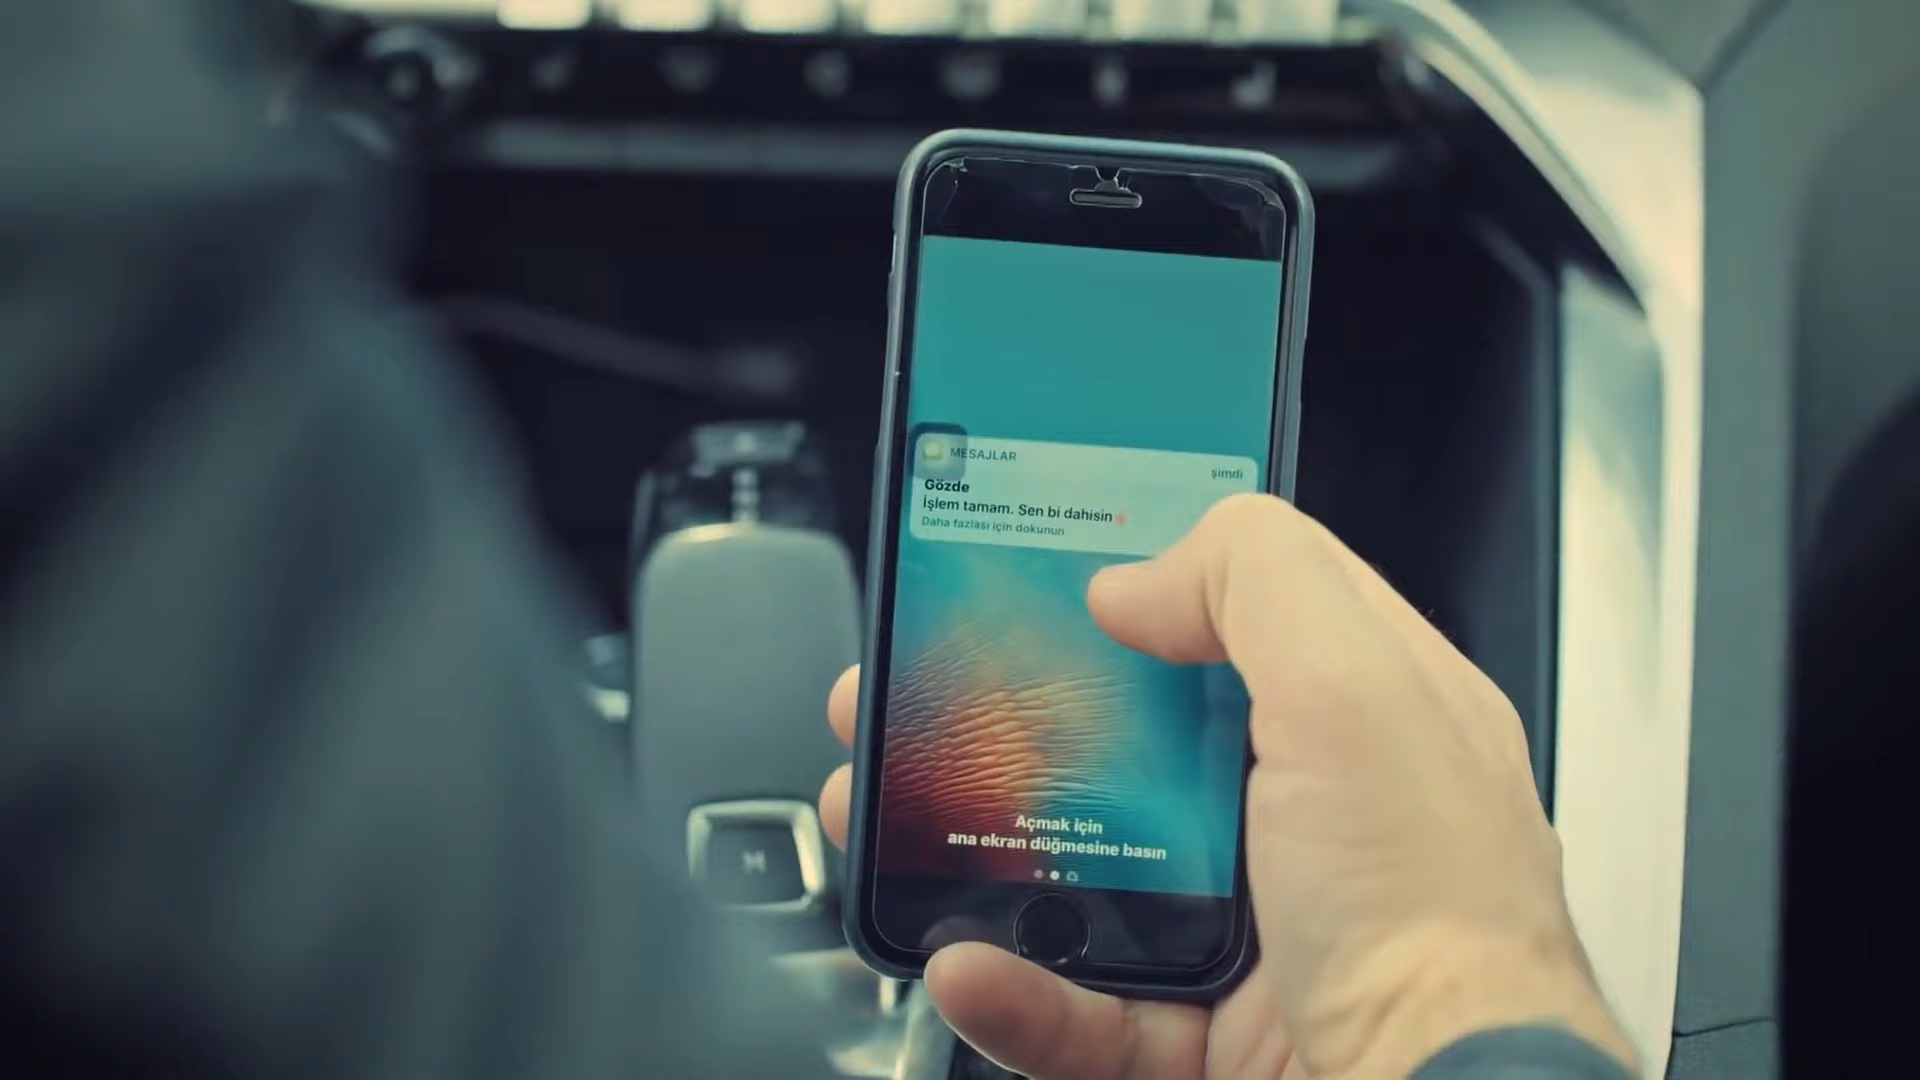 MESAJLAR
şimdi
Gözde
İşlem tamam. Sen bi dahisin
Daha fazlası için dokunun
Açmak için
ana ekran düğmesine basın